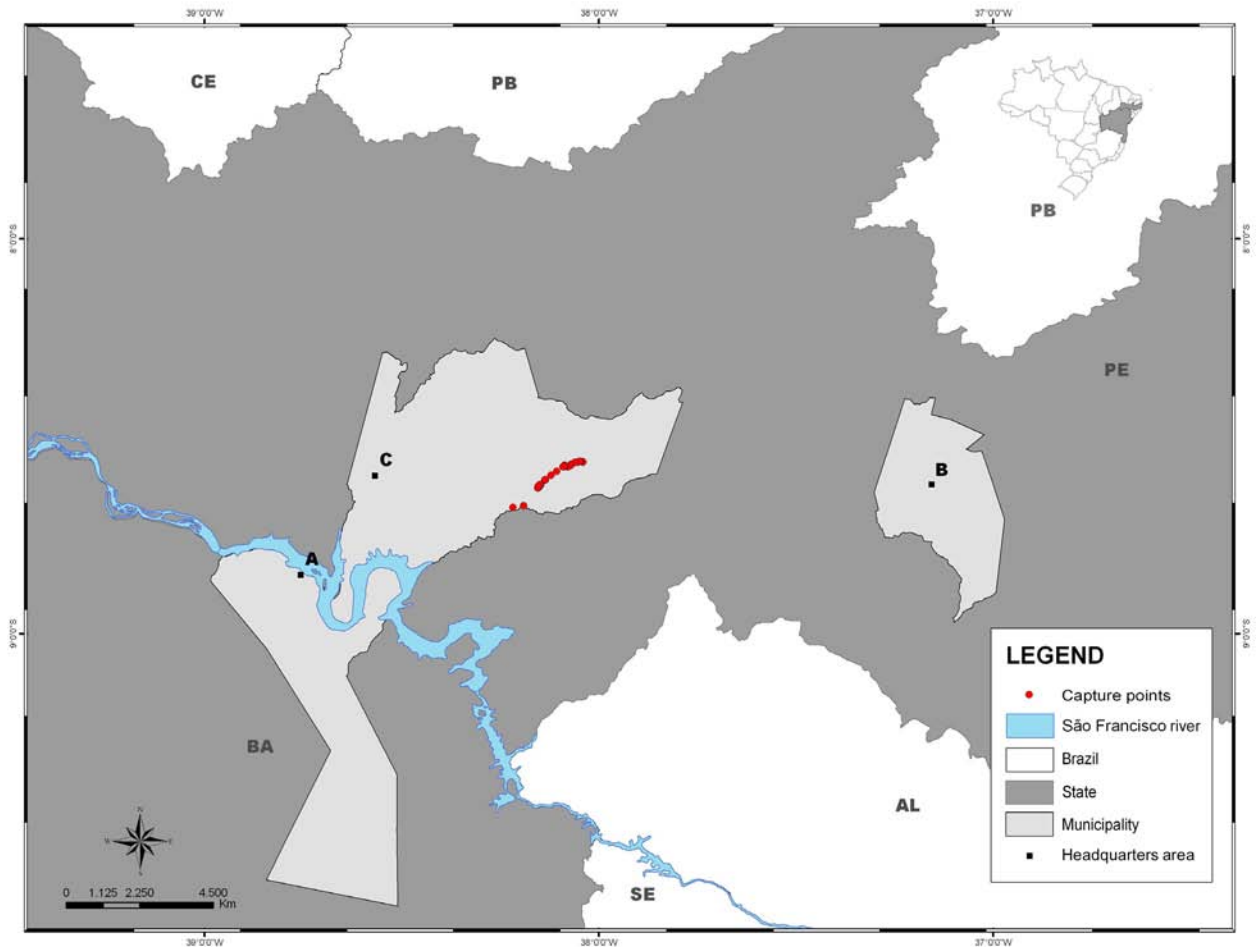 39°0'0"W 38°0'0"W 37°0'0"W
CE
PB
PB
8°0'0"S 8°0'0"S
PE
C
B
A
9°0'0"S 9°0'0"S
LEGEND
Capture points
São Francisco river
Brazil
State
Municipality
Headquarters area
BA
AL
SE
N
W E
S
0 1.125 2.250 4.500
Km
39°0'0"W 38°0'0"W 37°0'0"W